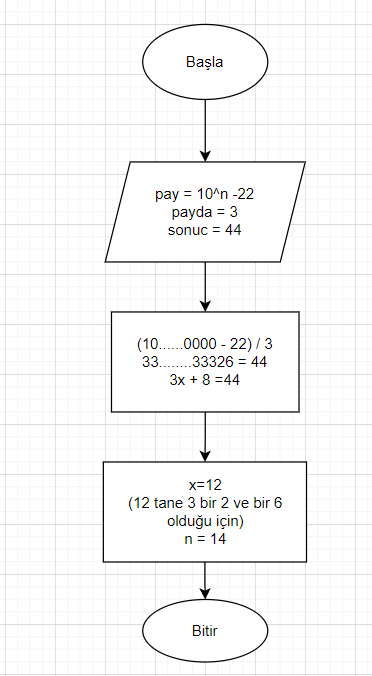 Başla
pay = 10^n -22
payda = 3
sonuc = 44
(10......0000 - 22) / 3
33........33326 = 44
3x + 8 =44
x=12
(12 tane 3 bir 2 ve bir 6
olduğu için)
n = 14
Bitir